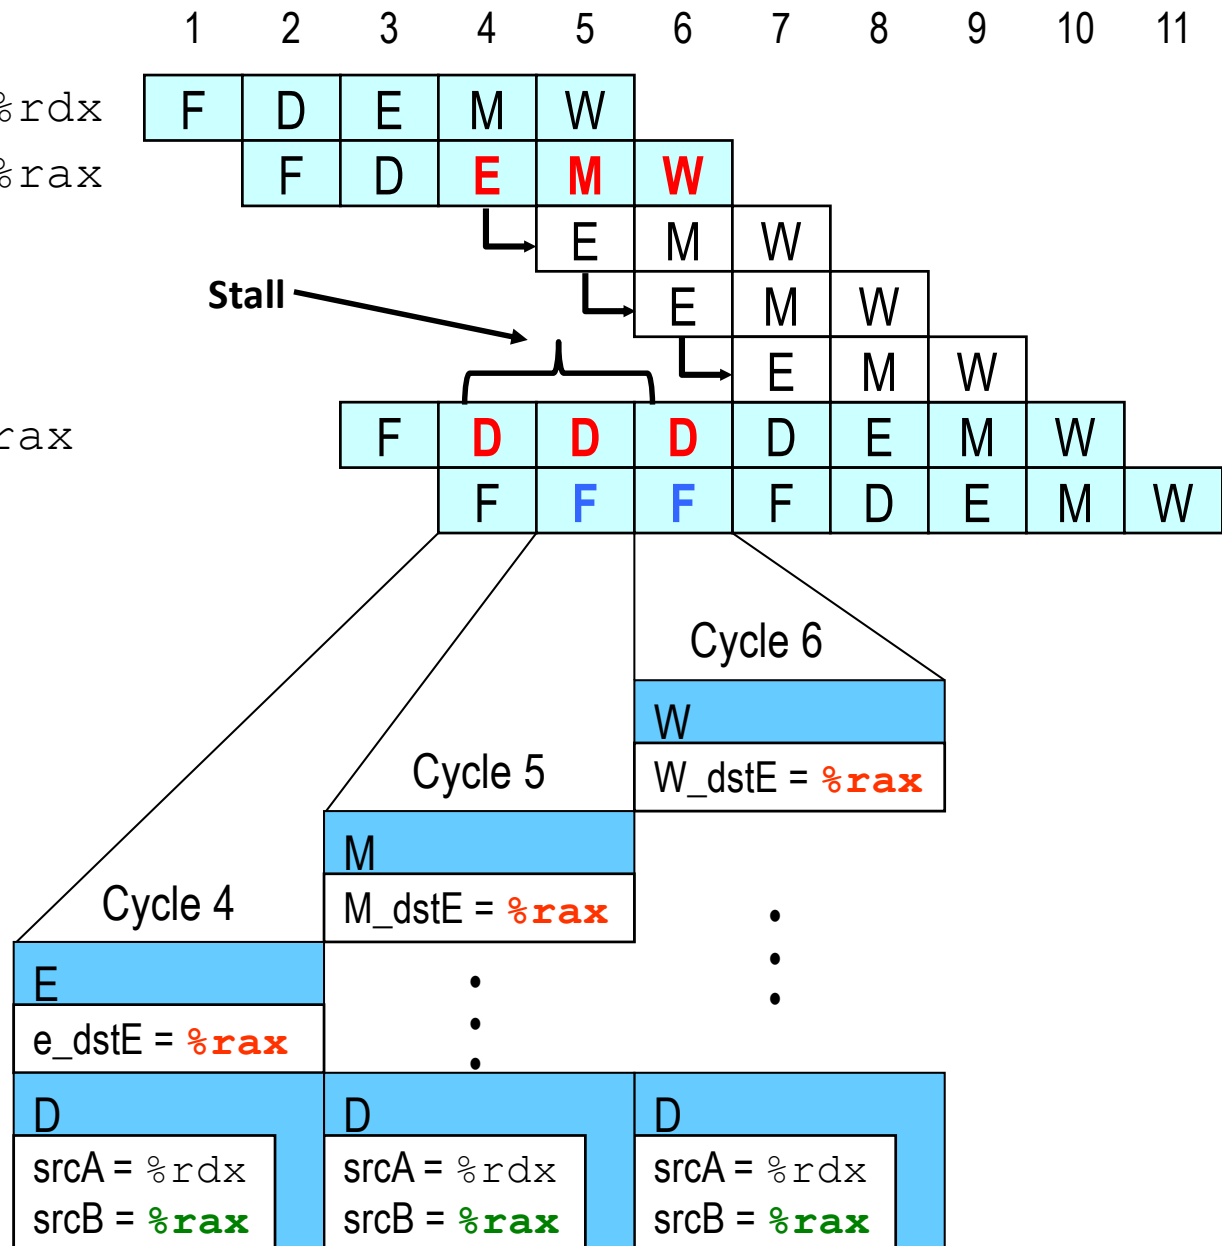 1 2 3 4 5 6 7 8 9 10 11
%rdx F D E M W
%rax F D E M W
E M W
Stall E M W
E M W
rax F D D D D E M W
F F F F D E M W
Cycle 6
W
W_dstE = %rax
Cycle 5
M
M_dstE = %rax
Cycle 4
E
e_dstE = %rax
D D D
srcA = %rdx srcA = %rdx srcA = %rdx
srcB = %rax srcB = %rax srcB = %rax